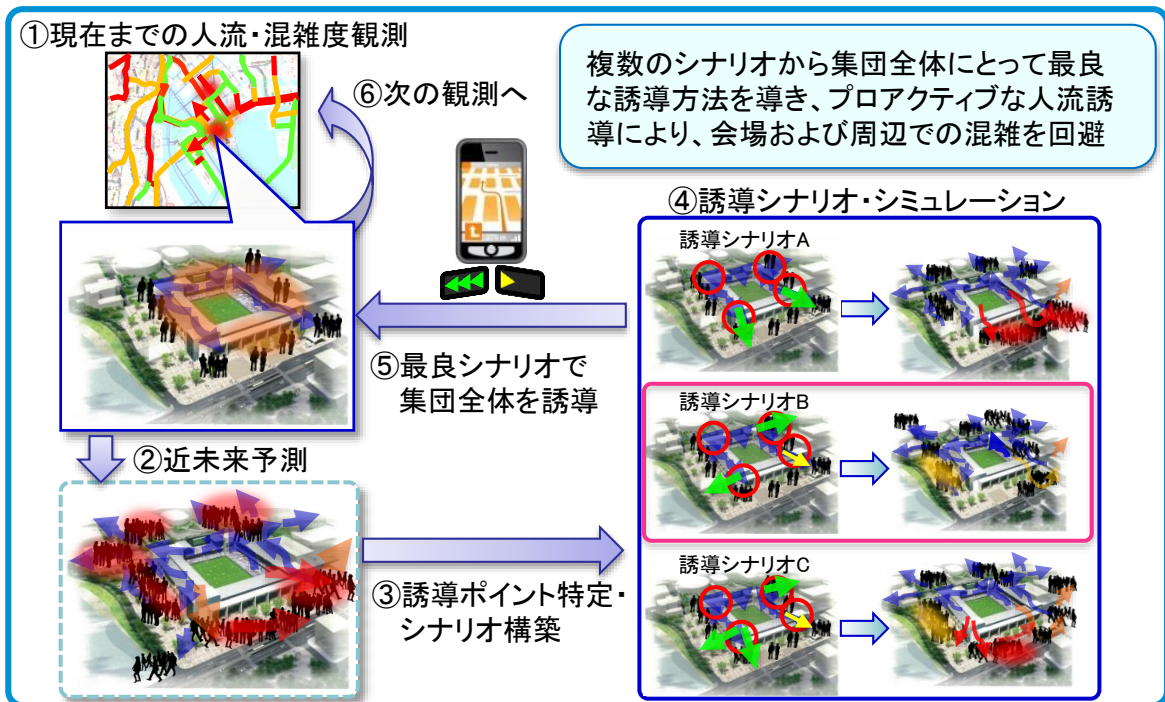 ①現在までの人流・混雑度観測
複数のシナリオから集団全体にとって最良
な誘導方法を導き、プロアクティブな人流誘
導により、会場および周辺での混雑を回避
⑥次の観測へ
④誘導シナリオ・シミュレーション
誘導シナリオA
⑤最良シナリオで
集団全体を誘導
誘導シナリオB
②近未来予測
誘導シナリオC
③誘導ポイント特定・
シナリオ構築